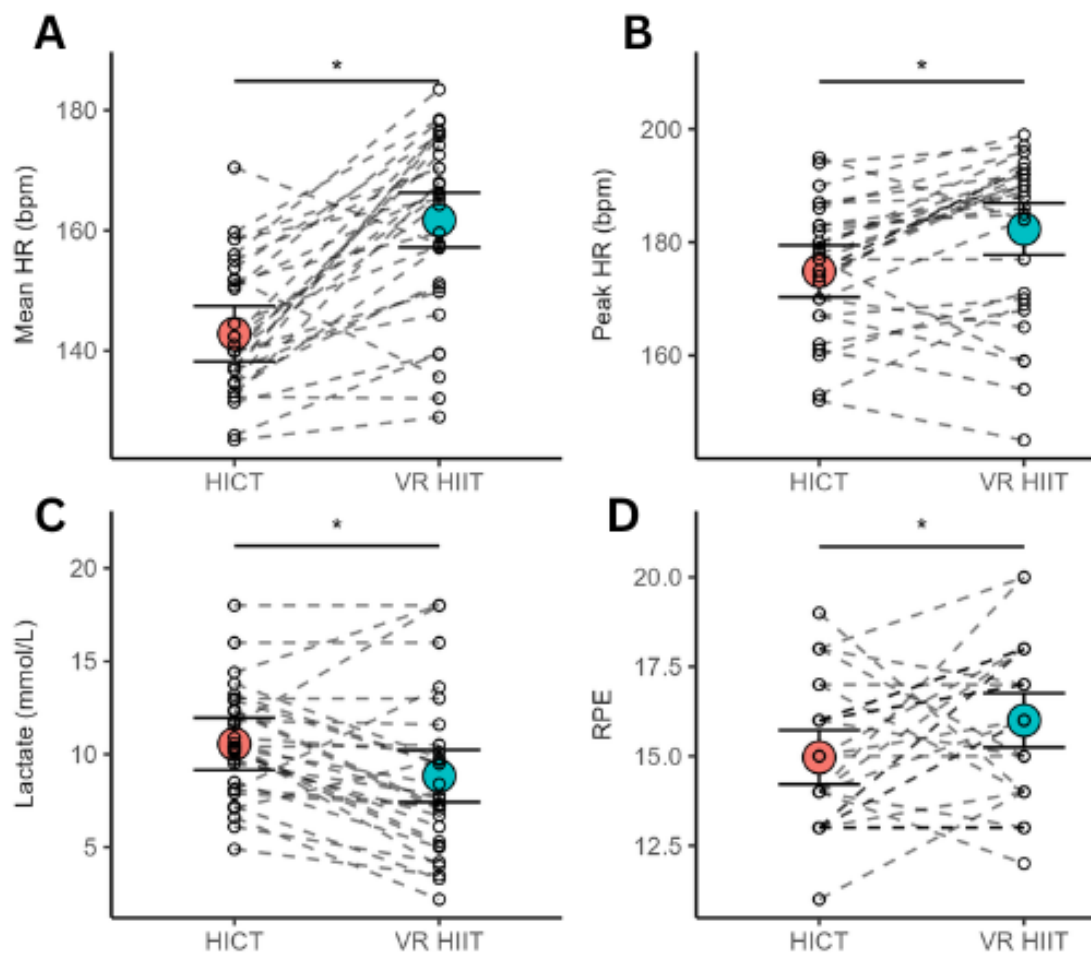 A
*
Mean HR (bpm)
180
160
140
HICT
VR HIIT
B
*
Peak HR (bpm)
200
180
160
HICT
VR HIIT
C
*
Lactate (mmol/L)
20
15
10
5
HICT
VR HIIT
D
*
RPE
20.0
17.5
15.0
12.5
HICT
VR HIIT